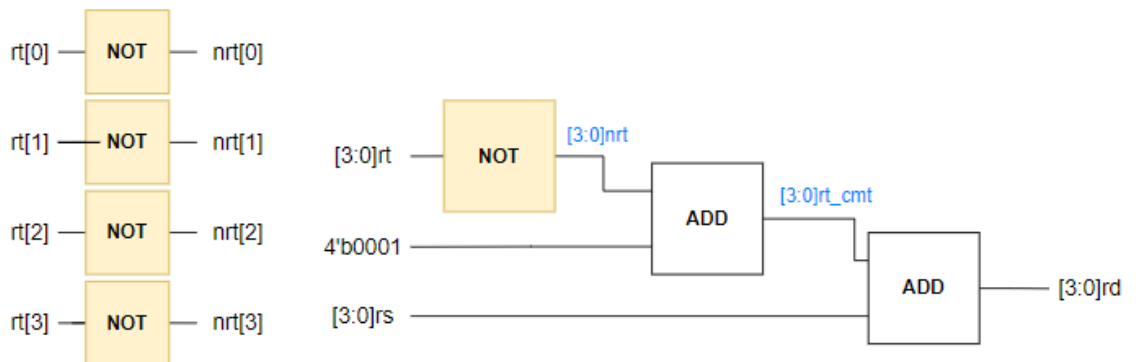 rt[0] NOT nrt[0]
rt[1] NOT nrt[1]
rt[2] NOT nrt[2]
rt[3] NOT nrt[3]
[3:0]rt NOT [3:0]nrt
4'b0001 ADD [3:0]rt_cmt
[3:0]rs ADD [3:0]rd